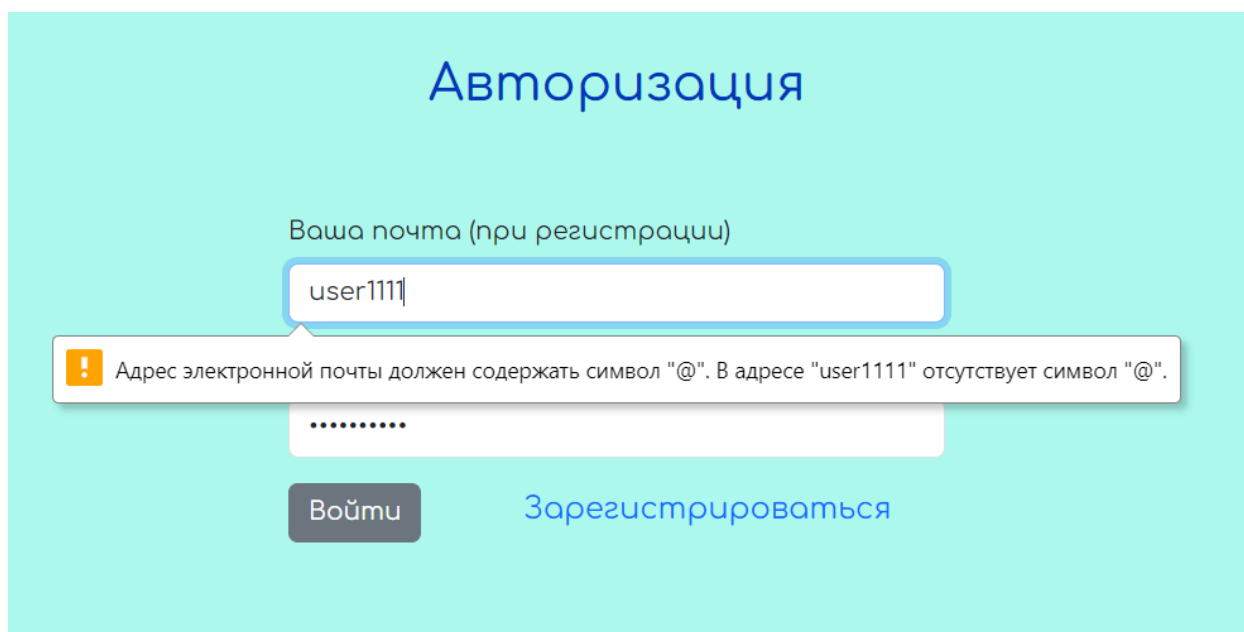 Авторизация
Ваша почта (при регистрации)
user1111
Адрес электронной почты должен содержать символ "@". В адресе "user1111" отсутствует символ "@".
••••••••••
Войти
Зарегистрироваться